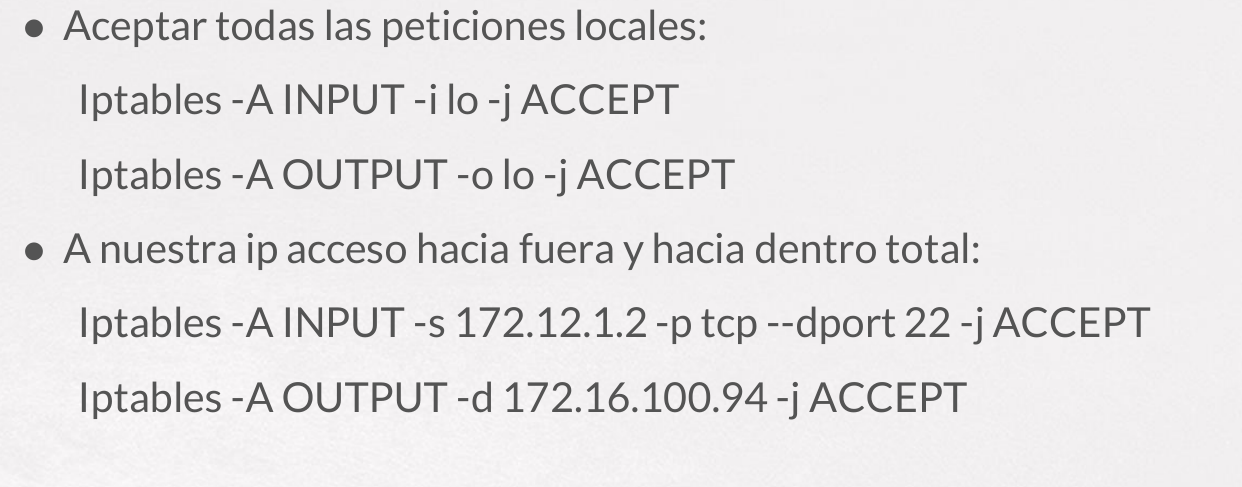 ● Aceptar todas las peticiones locales:
Iptables -A INPUT -i lo -j ACCEPT
Iptables -A OUTPUT -o lo -j ACCEPT
● A nuestra ip acceso hacia fuera y hacia dentro total:
Iptables -A INPUT -s 172.12.1.2 -p tcp --dport 22 -j ACCEPT
Iptables -A OUTPUT -d 172.16.100.94 -j ACCEPT